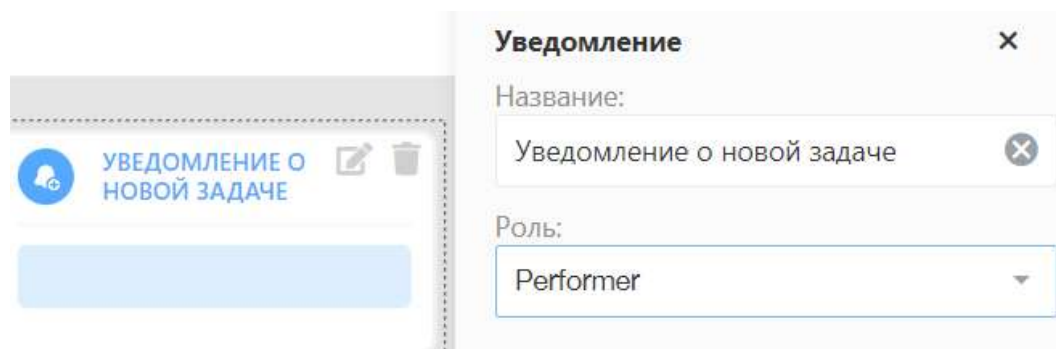 УВЕДОМЛЕНИЕ О
НОВОЙ ЗАДАЧЕ
Уведомление
Название:
Уведомление о новой задаче
Роль:
Performer